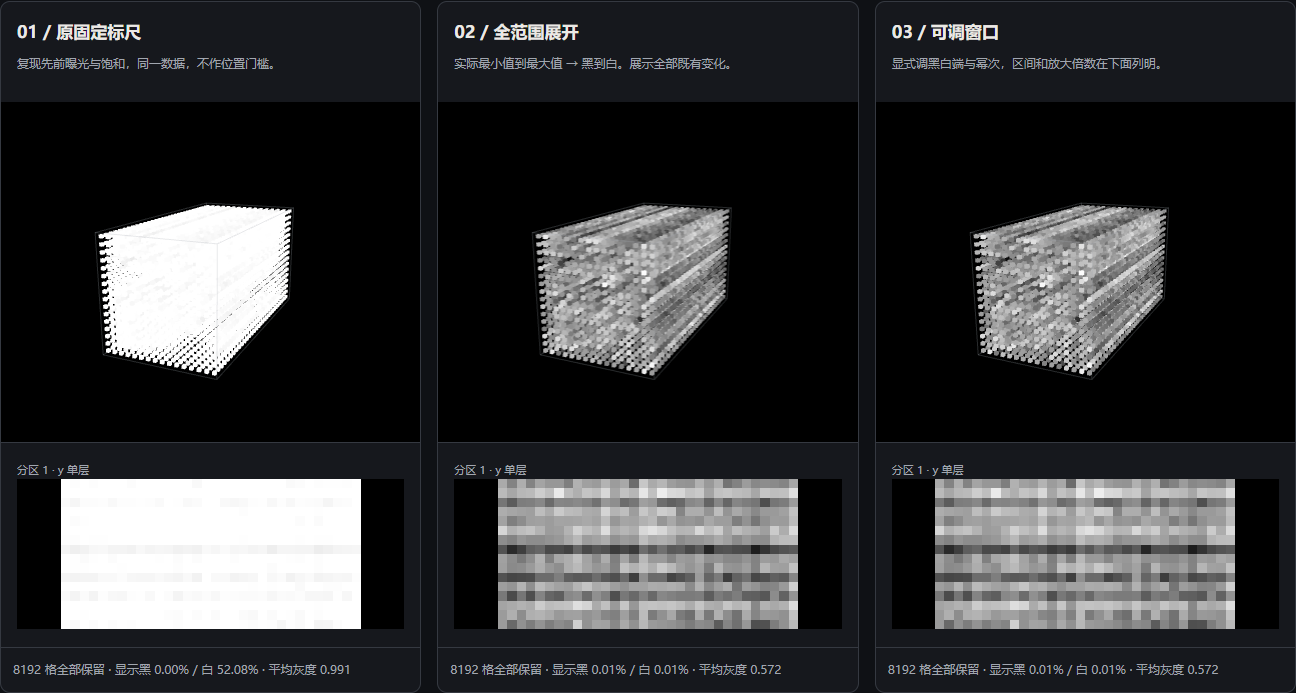 01 / 原固定标尺
复现先前曝光与饱和，同一数据，不作位置门槛。
分区 1 · y 单层
8192 格全部保留 · 显示黑 0.00% / 白 52.08% · 平均灰度 0.991
02 / 全范围展开
实际最小值到最大值 → 黑到白。展示全部既有变化。
分区 1 · y 单层
8192 格全部保留 · 显示黑 0.01% / 白 0.01% · 平均灰度 0.572
03 / 可调窗口
显式调黑白端与幂次，区间和放大倍数在下面列明。
分区 1 · y 单层
8192 格全部保留 · 显示黑 0.01% / 白 0.01% · 平均灰度 0.572